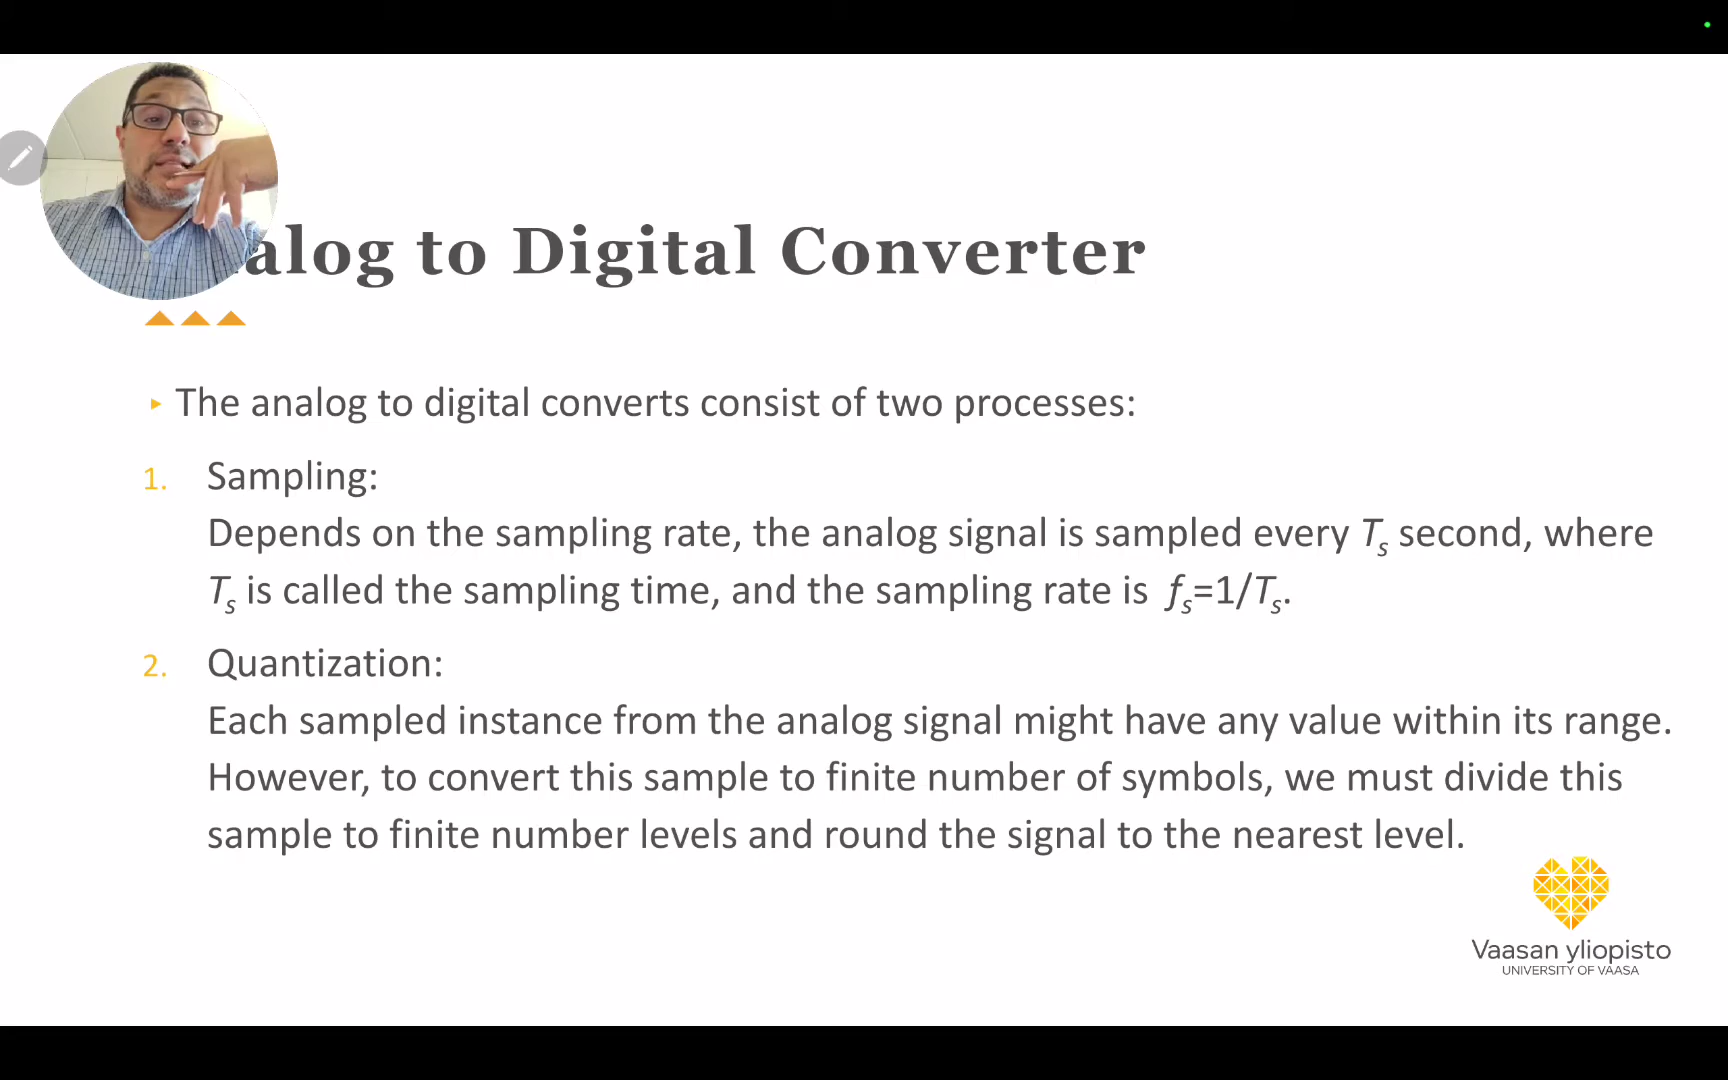 alog to Digital Converter
The analog to digital converts consist of two processes:
1. Sampling:
Depends on the sampling rate, the analog signal is sampled every Ts second, where
Ts is called the sampling time, and the sampling rate is fs=1/Ts.
2. Quantization:
Each sampled instance from the analog signal might have any value within its range.
However, to convert this sample to finite number of symbols, we must divide this
sample to finite number levels and round the signal to the nearest level.
Vaasan yliopisto
UNIVERSITY OF VAASA